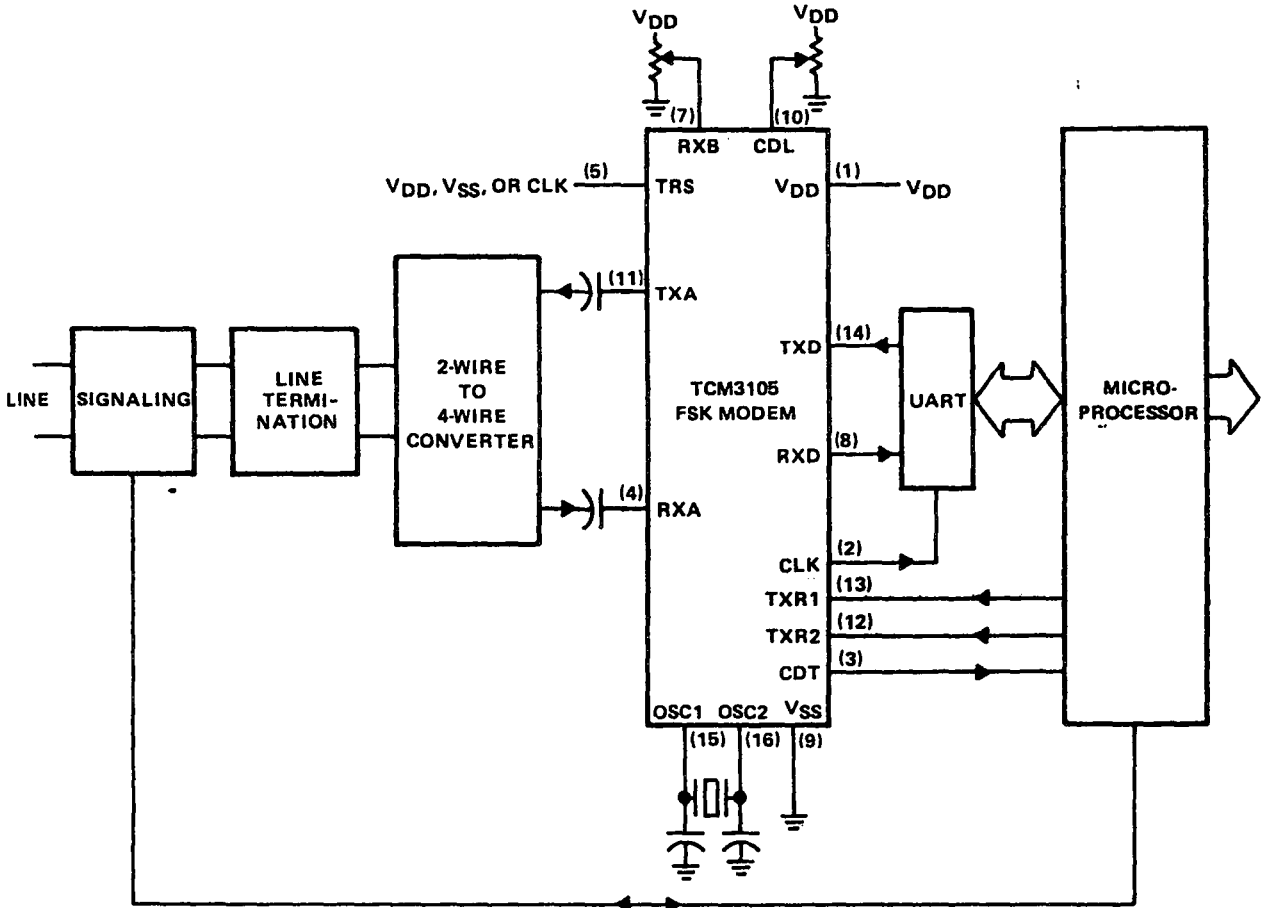 VDD
VDD
(7)
(10)
RXB
CDL
VDD, VSS, OR CLK
(5)
TRS
VDD
(1)
VDD
(11)
TXA
(14)
TXD
LINE
SIGNALING
LINE
TERMI-
NATION
2-WIRE
TO
4-WIRE
CONVERTER
TCM3105
FSK MODEM
UART
MICRO-
PROCESSOR
(8)
RXD
(4)
RXA
(2)
CLK
(13)
TXR1
(12)
TXR2
(3)
CDT
OSC1
OSC2
VSS
(15)
(16)
(9)